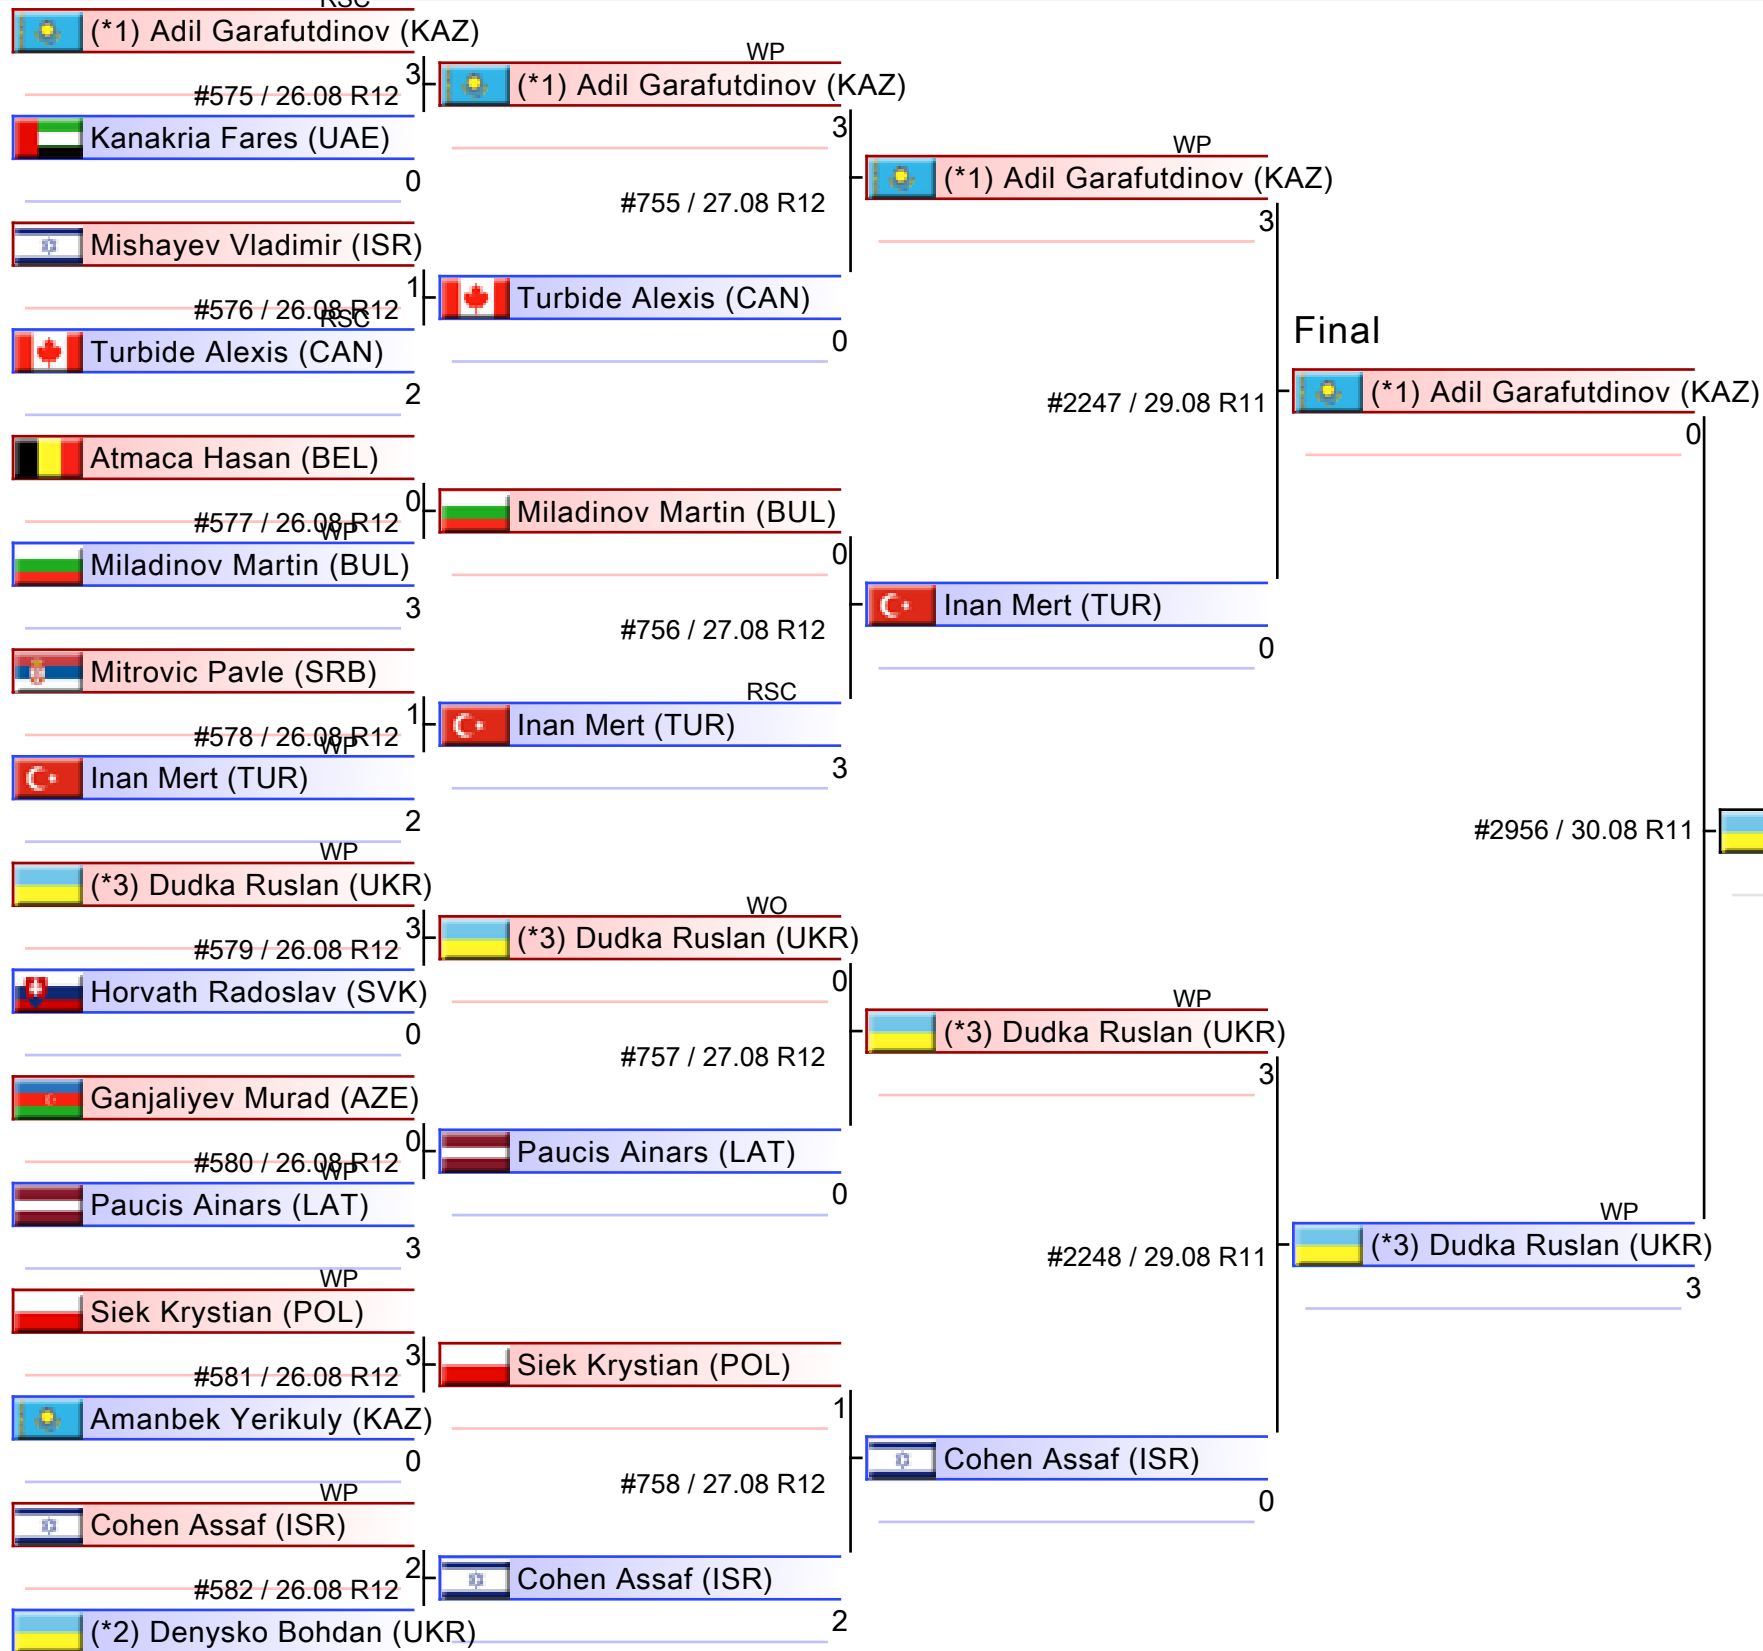 RSC
(*1) Adil Garafutdinov (KAZ)
3
#575 / 26.08 R12
Kanakria Fares (UAE)
0
Mishayev Vladimir (ISR)
1
#576 / 26.08 R12
RSC
Turbide Alexis (CAN)
2
Atmaca Hasan (BEL)
0
#577 / 26.08 R12
WP
Miladinov Martin (BUL)
3
Mitrovic Pavle (SRB)
1
#578 / 26.08 R12
WP
Inan Mert (TUR)
2
WP
(*3) Dudka Ruslan (UKR)
3
#579 / 26.08 R12
Horvath Radoslav (SVK)
0
Ganjaliyev Murad (AZE)
0
#580 / 26.08 R12
WP
Paucis Ainars (LAT)
3
WP
Siek Krystian (POL)
3
#581 / 26.08 R12
Amanbek Yerikuly (KAZ)
0
WP
Cohen Assaf (ISR)
2
#582 / 26.08 R12
(*2) Denysko Bohdan (UKR)
WP
(*1) Adil Garafutdinov (KAZ)
3
#755 / 27.08 R12
Turbide Alexis (CAN)
0
Miladinov Martin (BUL)
0
#756 / 27.08 R12
RSC
Inan Mert (TUR)
3
WO
(*3) Dudka Ruslan (UKR)
0
#757 / 27.08 R12
Paucis Ainars (LAT)
0
Siek Krystian (POL)
1
#758 / 27.08 R12
Cohen Assaf (ISR)
2
WP
(*1) Adil Garafutdinov (KAZ)
3
#2247 / 29.08 R11
Inan Mert (TUR)
0
WP
(*3) Dudka Ruslan (UKR)
3
#2248 / 29.08 R11
Cohen Assaf (ISR)
0
Final
(*1) Adil Garafutdinov (KAZ)
0
#2956 / 30.08 R11
WP
(*3) Dudka Ruslan (UKR)
3